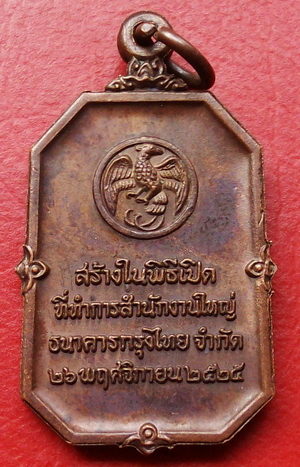 สร้างในพิธีเปิด
ที่ทำการสำนักงานใหญ่
ธนาคารกรุงไทย จำกัด
๒๖ พฤศจิกายน ๒๕๒๕